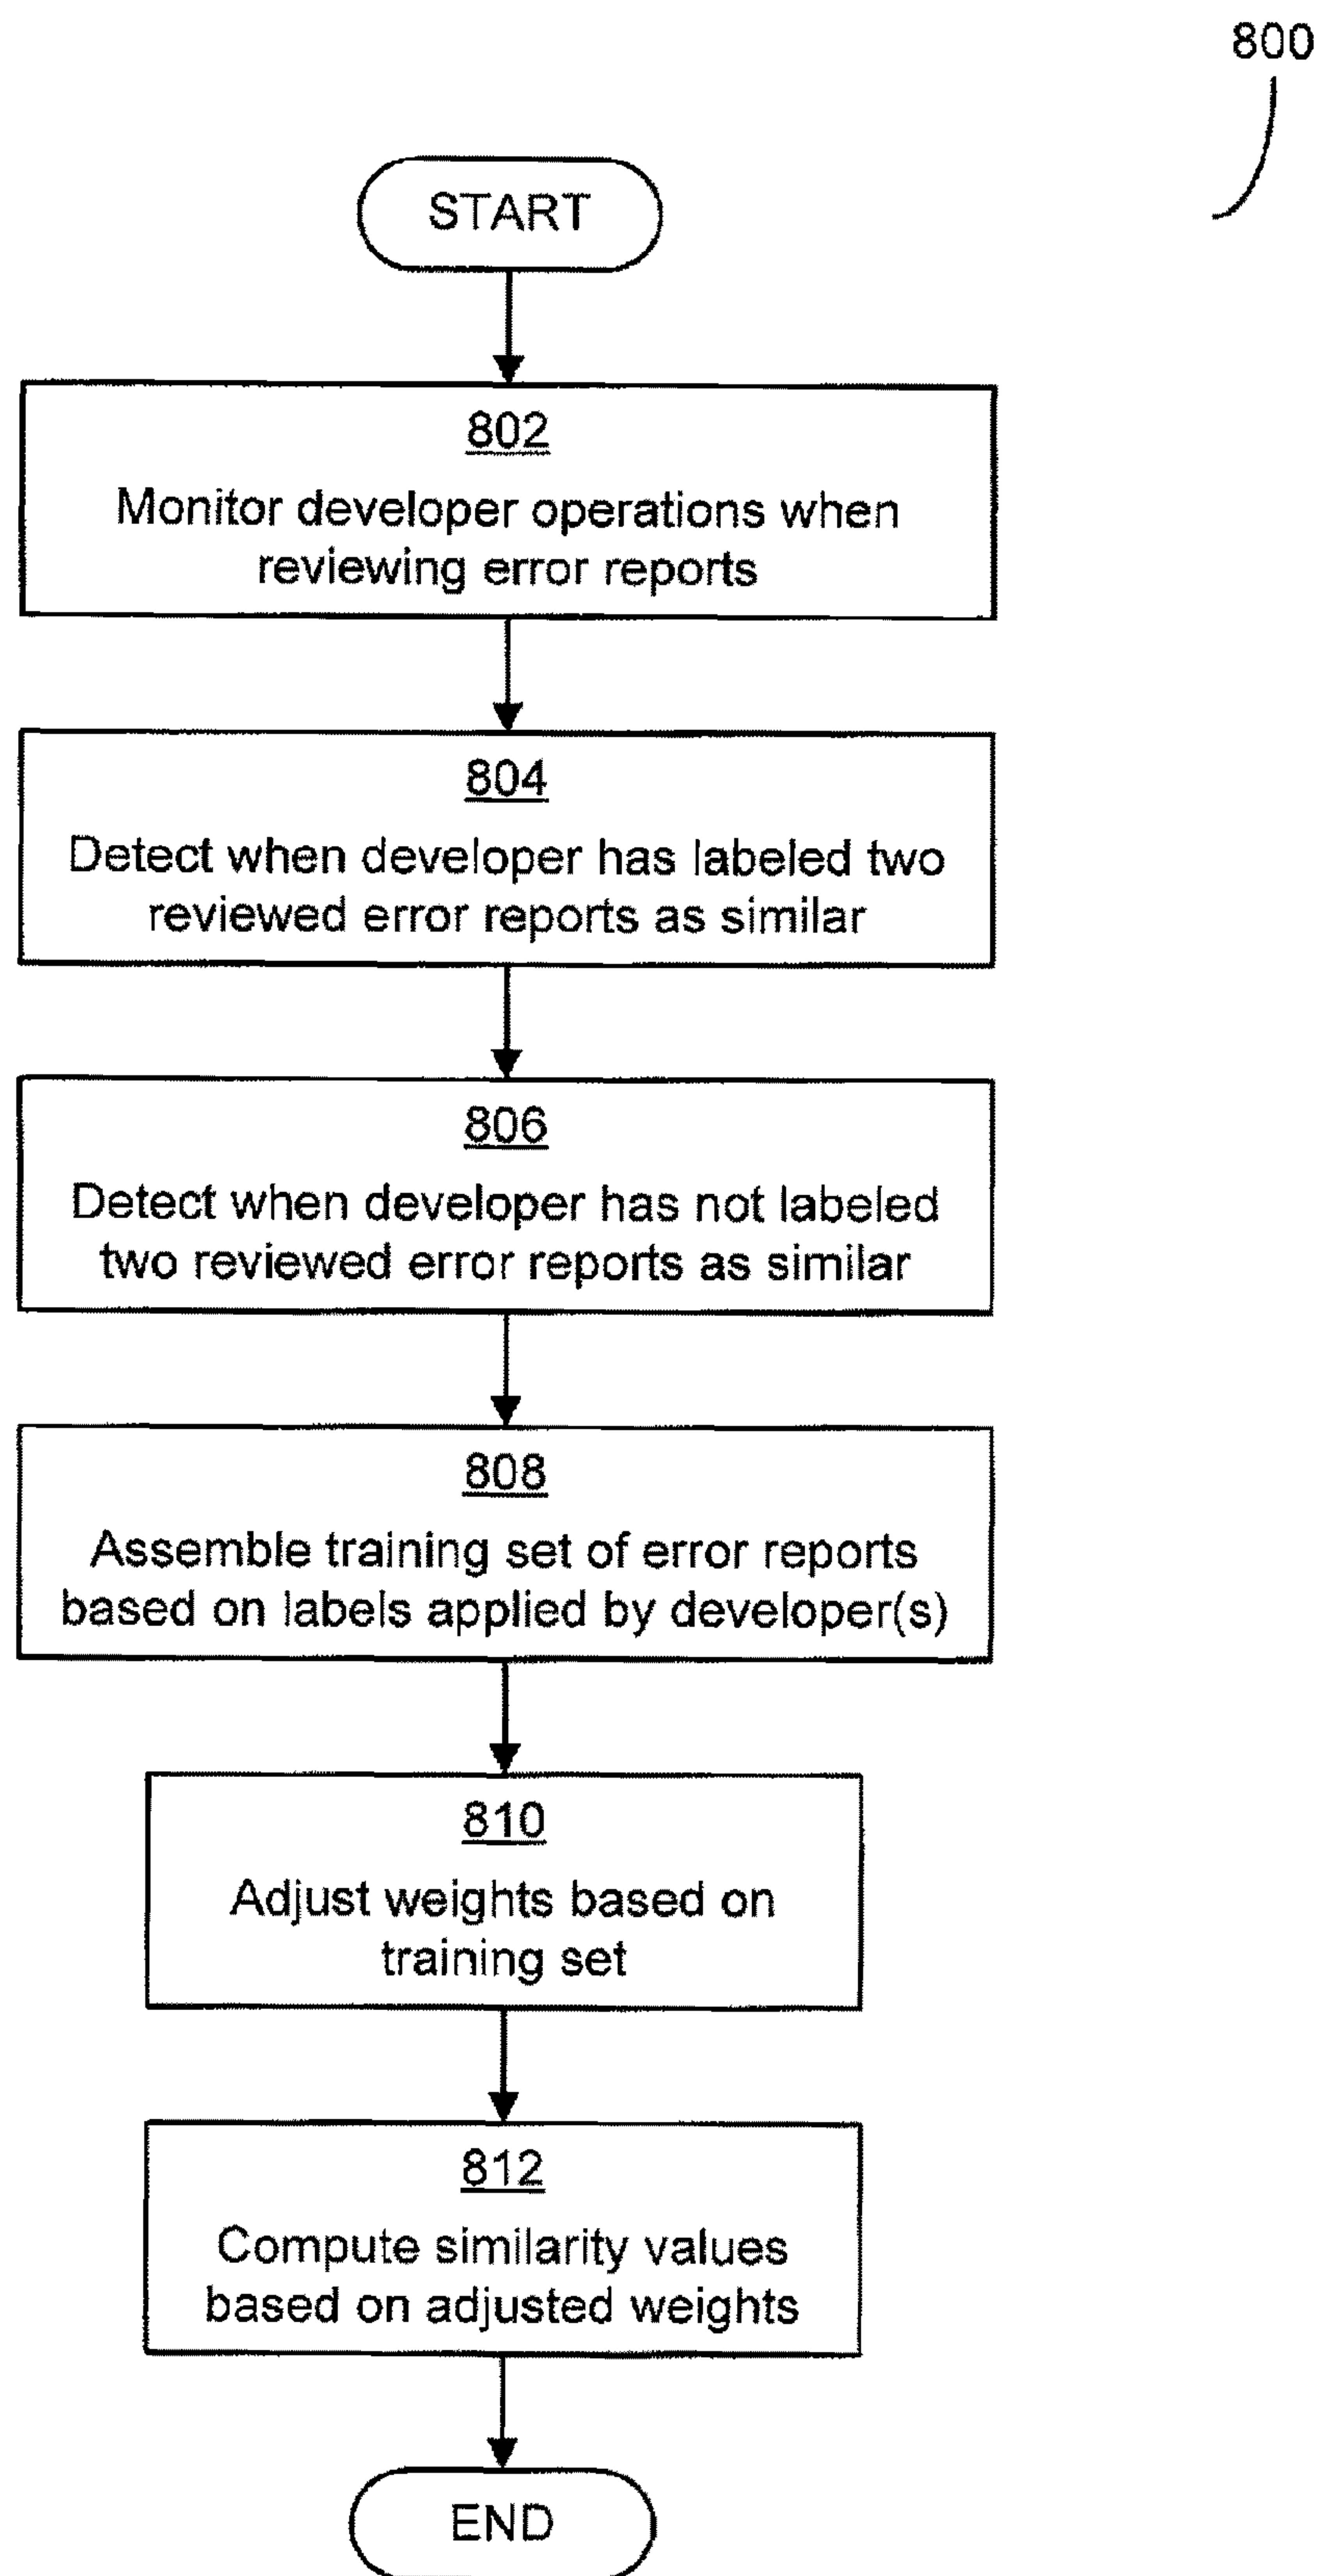 800
START
802
Monitor developer operations when
reviewing error reports
804
Detect when developer has labeled two
reviewed error reports as similar
806
Detect when developer has not labeled
two reviewed error reports as similar
808
Assemble training set of error reports
based on labels applied by developer(s)
810
Adjust weights based on
training set
812
Compute similarity values
based on adjusted weights
END